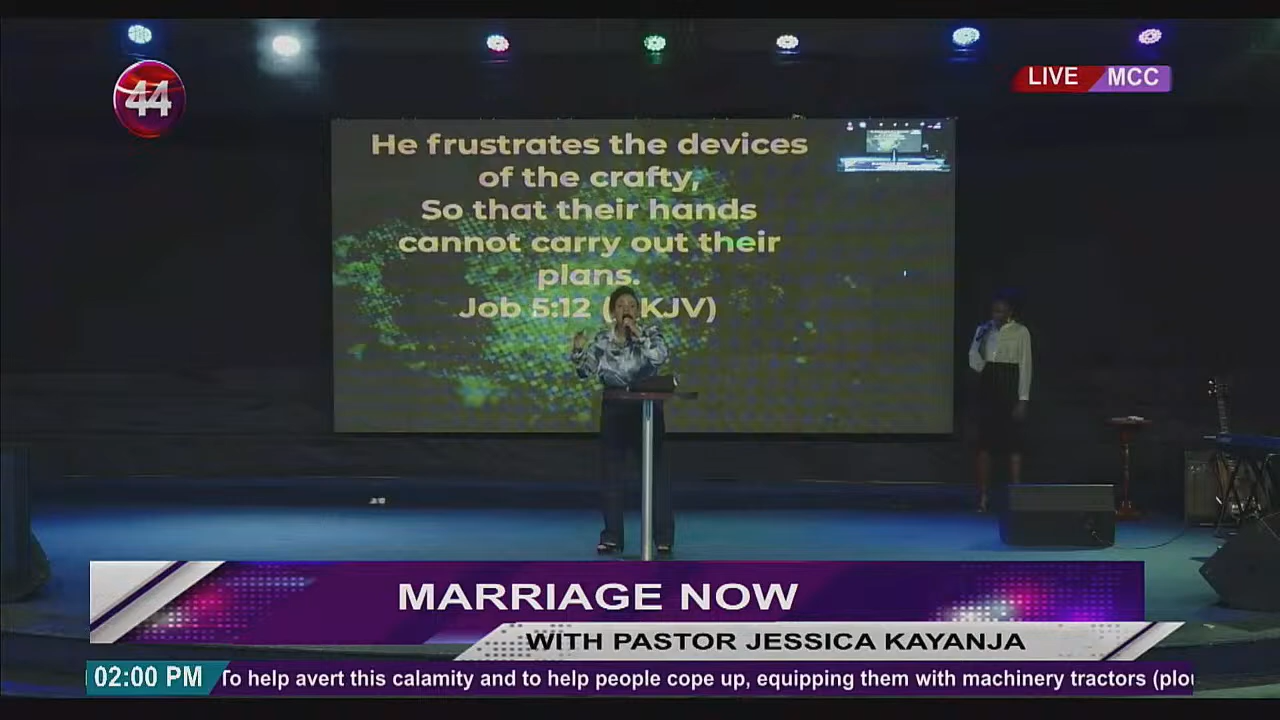 44
LIVE MCC
He frustrates the devices
of the crafty,
So that their hands
cannot carry out their
plans.
Job 5:12 ( KJV)
MARRIAGE NOW
WITH PASTOR JESSICA KAYANJA
02:00 PM To help avert this calamity and to help people cope up, equipping them with machinery tractors (plou